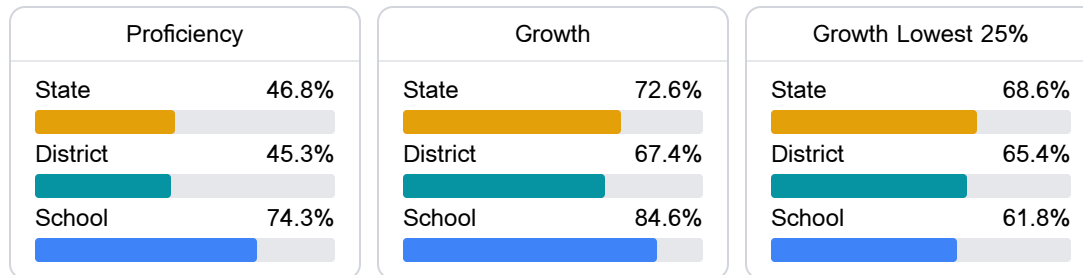 Proficiency
State 46.8%
District 45.3%
School 74.3%
Growth
State 72.6%
District 67.4%
School 84.6%
Growth Lowest 25%
State 68.6%
District 65.4%
School 61.8%